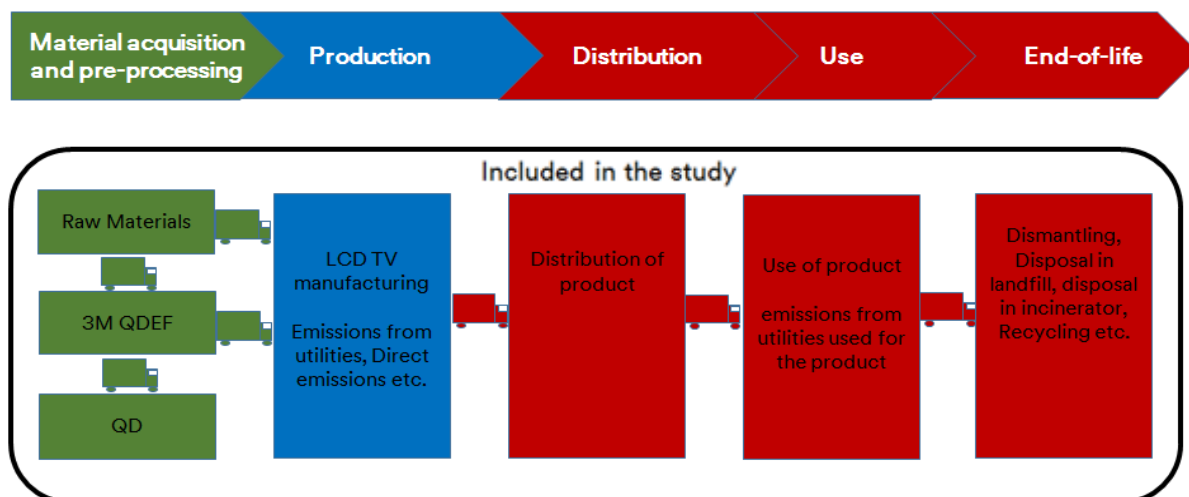 Material acquisition
and pre-processing
Production
Distribution
Use
End-of-life
Included in the study
Raw Materials
3M QDEF
QD
LCD TV
manufacturing
Emissions from
utilities, Direct
emissions etc.
Distribution of
product
Use of product
emissions from
utilities used for
the product
Dismantling,
Disposal in
landfill, disposal
in incinerator,
Recycling etc.